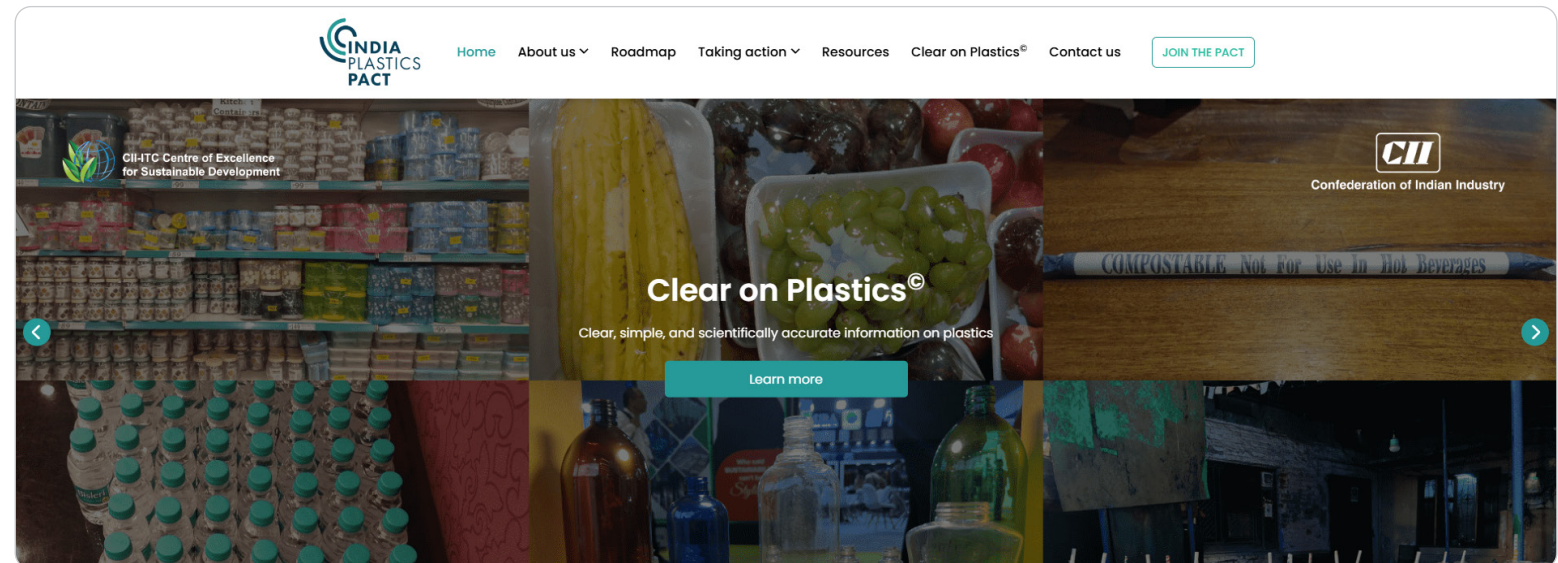 INDIA
PLASTICS
PACT
Home About us Roadmap Taking action Resources Clear on Plastics© Contact us JOIN THE PACT
Kitchen
Containers
CII-ITC Centre of Excellence
for Sustainable Development
CII
Confederation of Indian Industry
COMPOSTABLE Not For Use In Hot Beverages
Clear on Plastics©
Clear, simple, and scientifically accurate information on plastics
Learn more